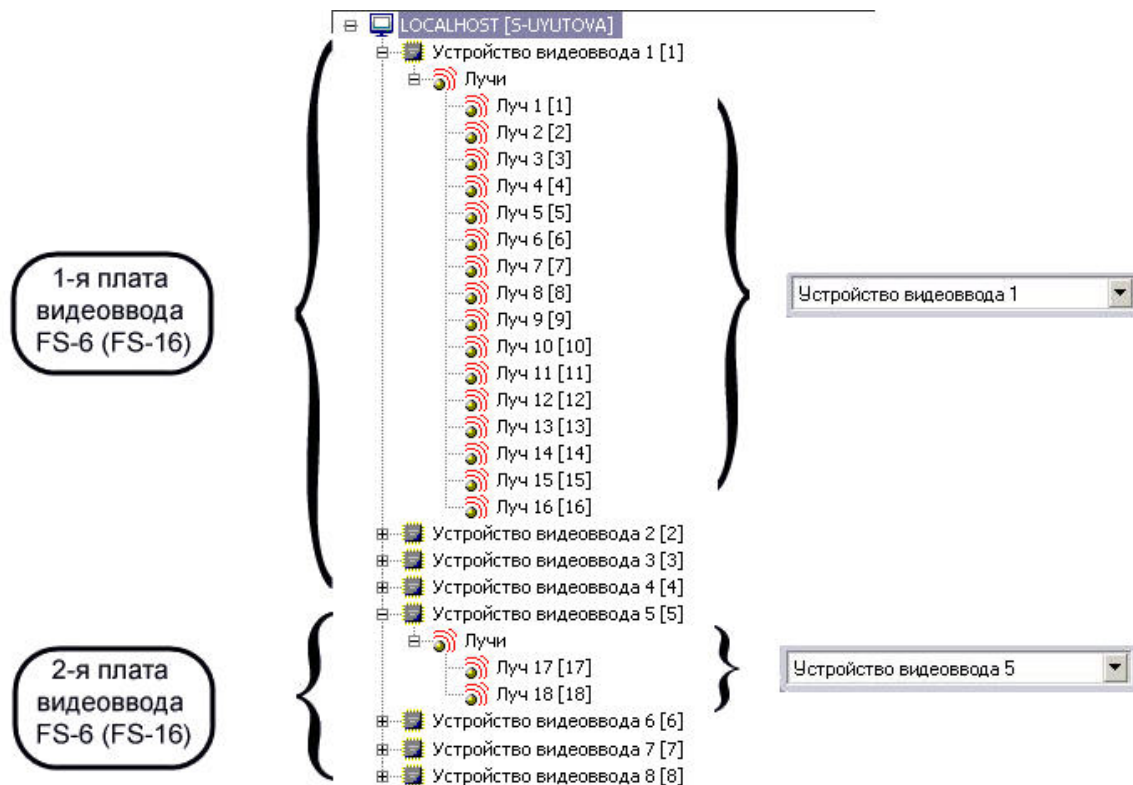 LOCALHOST [S-UYUTOVA]
Устройство видеоввода 1 [1]
Лучи
Луч 1 [1]
Луч 2 [2]
Луч 3 [3]
Луч 4 [4]
Луч 5 [5]
Луч 6 [6]
Луч 7 [7]
Луч 8 [8]
Луч 9 [9]
Луч 10 [10]
Луч 11 [11]
Луч 12 [12]
Луч 13 [13]
Луч 14 [14]
Луч 15 [15]
Луч 16 [16]
Устройство видеоввода 2 [2]
Устройство видеоввода 3 [3]
Устройство видеоввода 4 [4]
Устройство видеоввода 5 [5]
Лучи
Луч 17 [17]
Луч 18 [18]
Устройство видеоввода 6 [6]
Устройство видеоввода 7 [7]
Устройство видеоввода 8 [8]
1-я плата
видеоввода
FS-6 (FS-16)
2-я плата
видеоввода
FS-6 (FS-16)
Устройство видеоввода 1
Устройство видеоввода 5